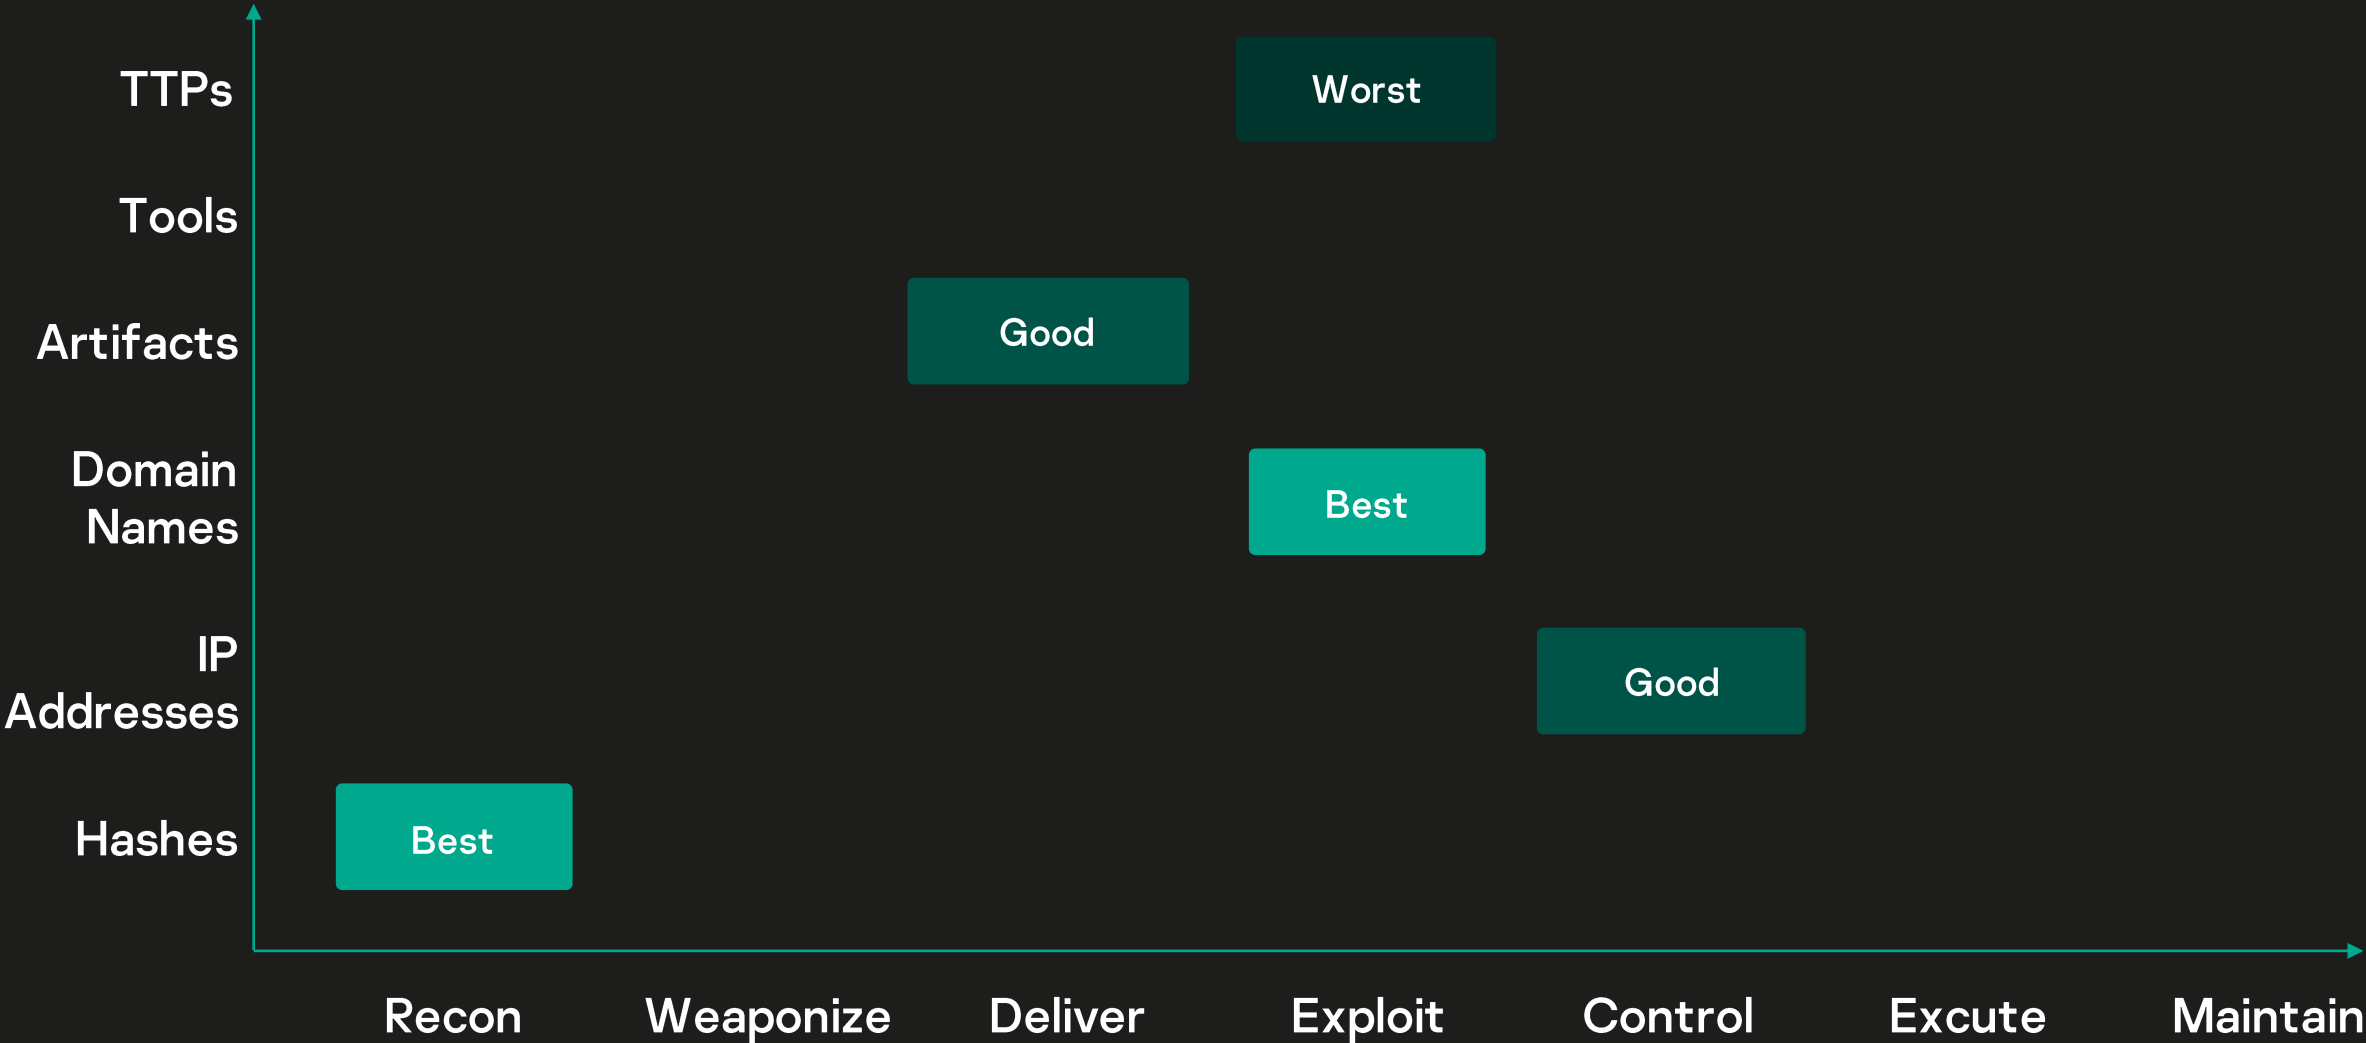 TTPs
Worst
Tools
Artifacts
Good
Domain
Names
Best
IP
Addresses
Good
Hashes
Best
Recon
Weaponize
Deliver
Exploit
Control
Excute
Maintain